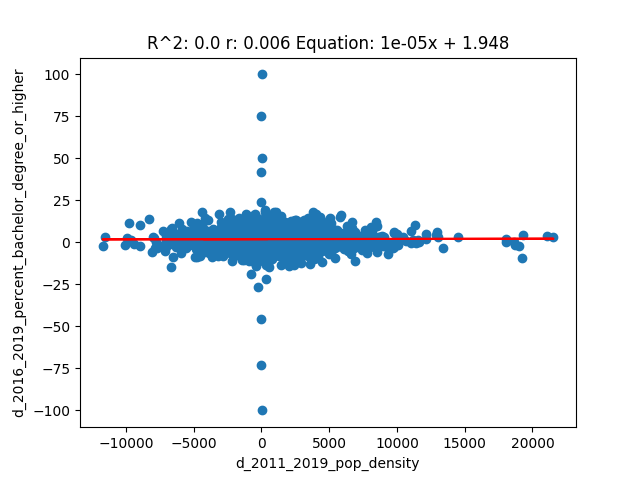 R^2: 0.0 r: 0.006 Equation: 1e-05x + 1.948
d_2016_2019_percent_bachelor_degree_or_higher
100
75
50
25
0
−25
−50
−75
−100
−10000 −5000 0 5000 10000 15000 20000
d_2011_2019_pop_density